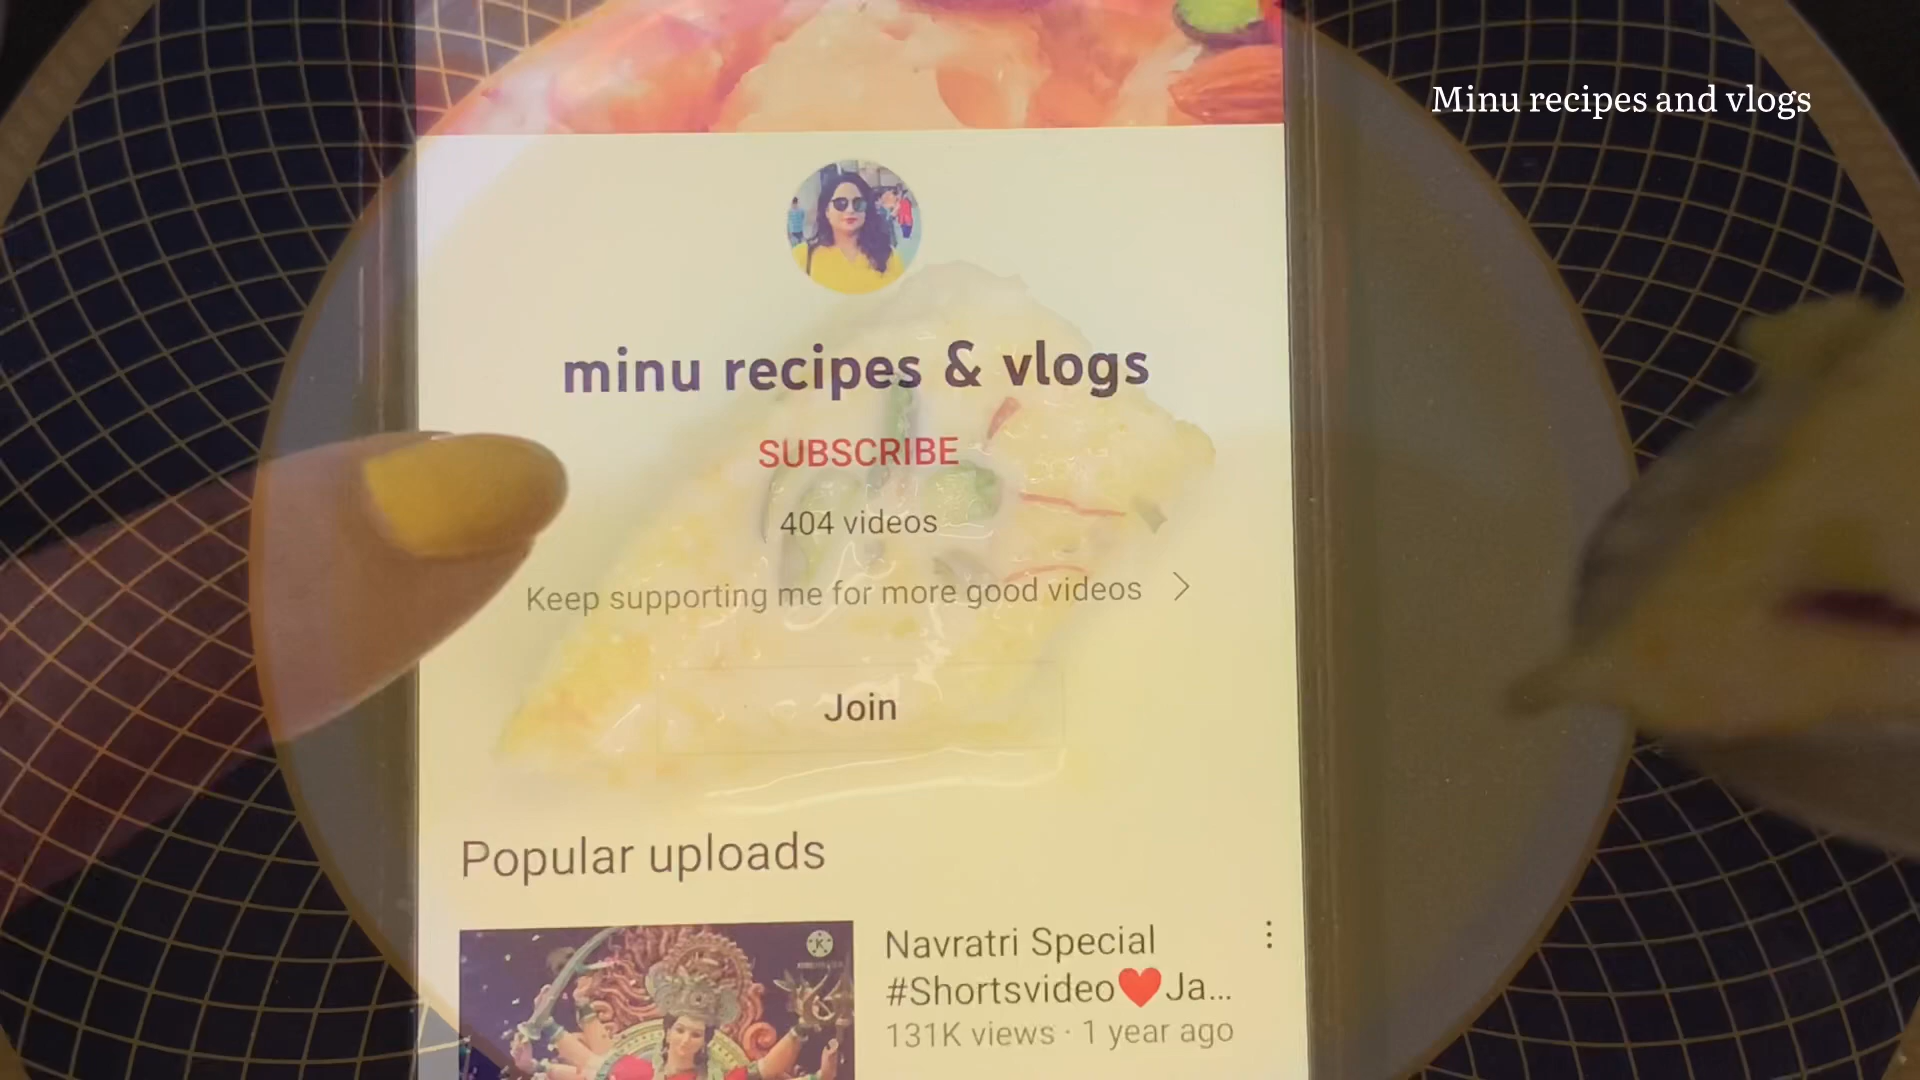 Minu recipes and vlogs
minu recipes & vlogs
SUBSCRIBE
404 videos
Keep supporting me for more good videos
Join
Popular uploads
Navratri Special
#Shortsvideo❤️Ja...
131K views · 1 year ago